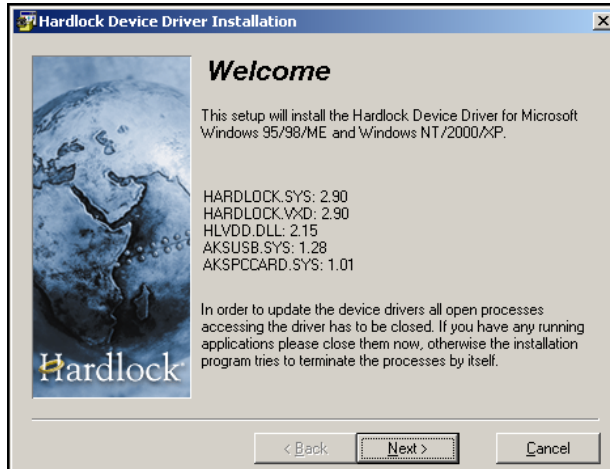 Hardlock Device Driver Installation
Welcome
This setup will install the Hardlock Device Driver for Microsoft
Windows 95/98/ME and Windows NT/2000/XP.
HARDLOCK.SYS: 2.90
HARDLOCK.VXD: 2.90
HLVDD.DLL: 2.15
AKSUSB.SYS: 1.28
AKSPCCARD.SYS: 1.01
In order to update the device drivers all open processes
accessing the driver has to be closed. If you have any running
applications please close them now, otherwise the installation
program tries to terminate the processes by itself.
Hardlock
< Back Next > Cancel